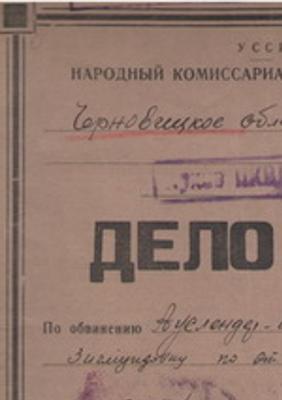 УССР
НАРОДНЫЙ КОМИССАРИА
Черновицкое обл
ДЕЛО
По обвинению Ауслендер-
Зигмундовну по ст